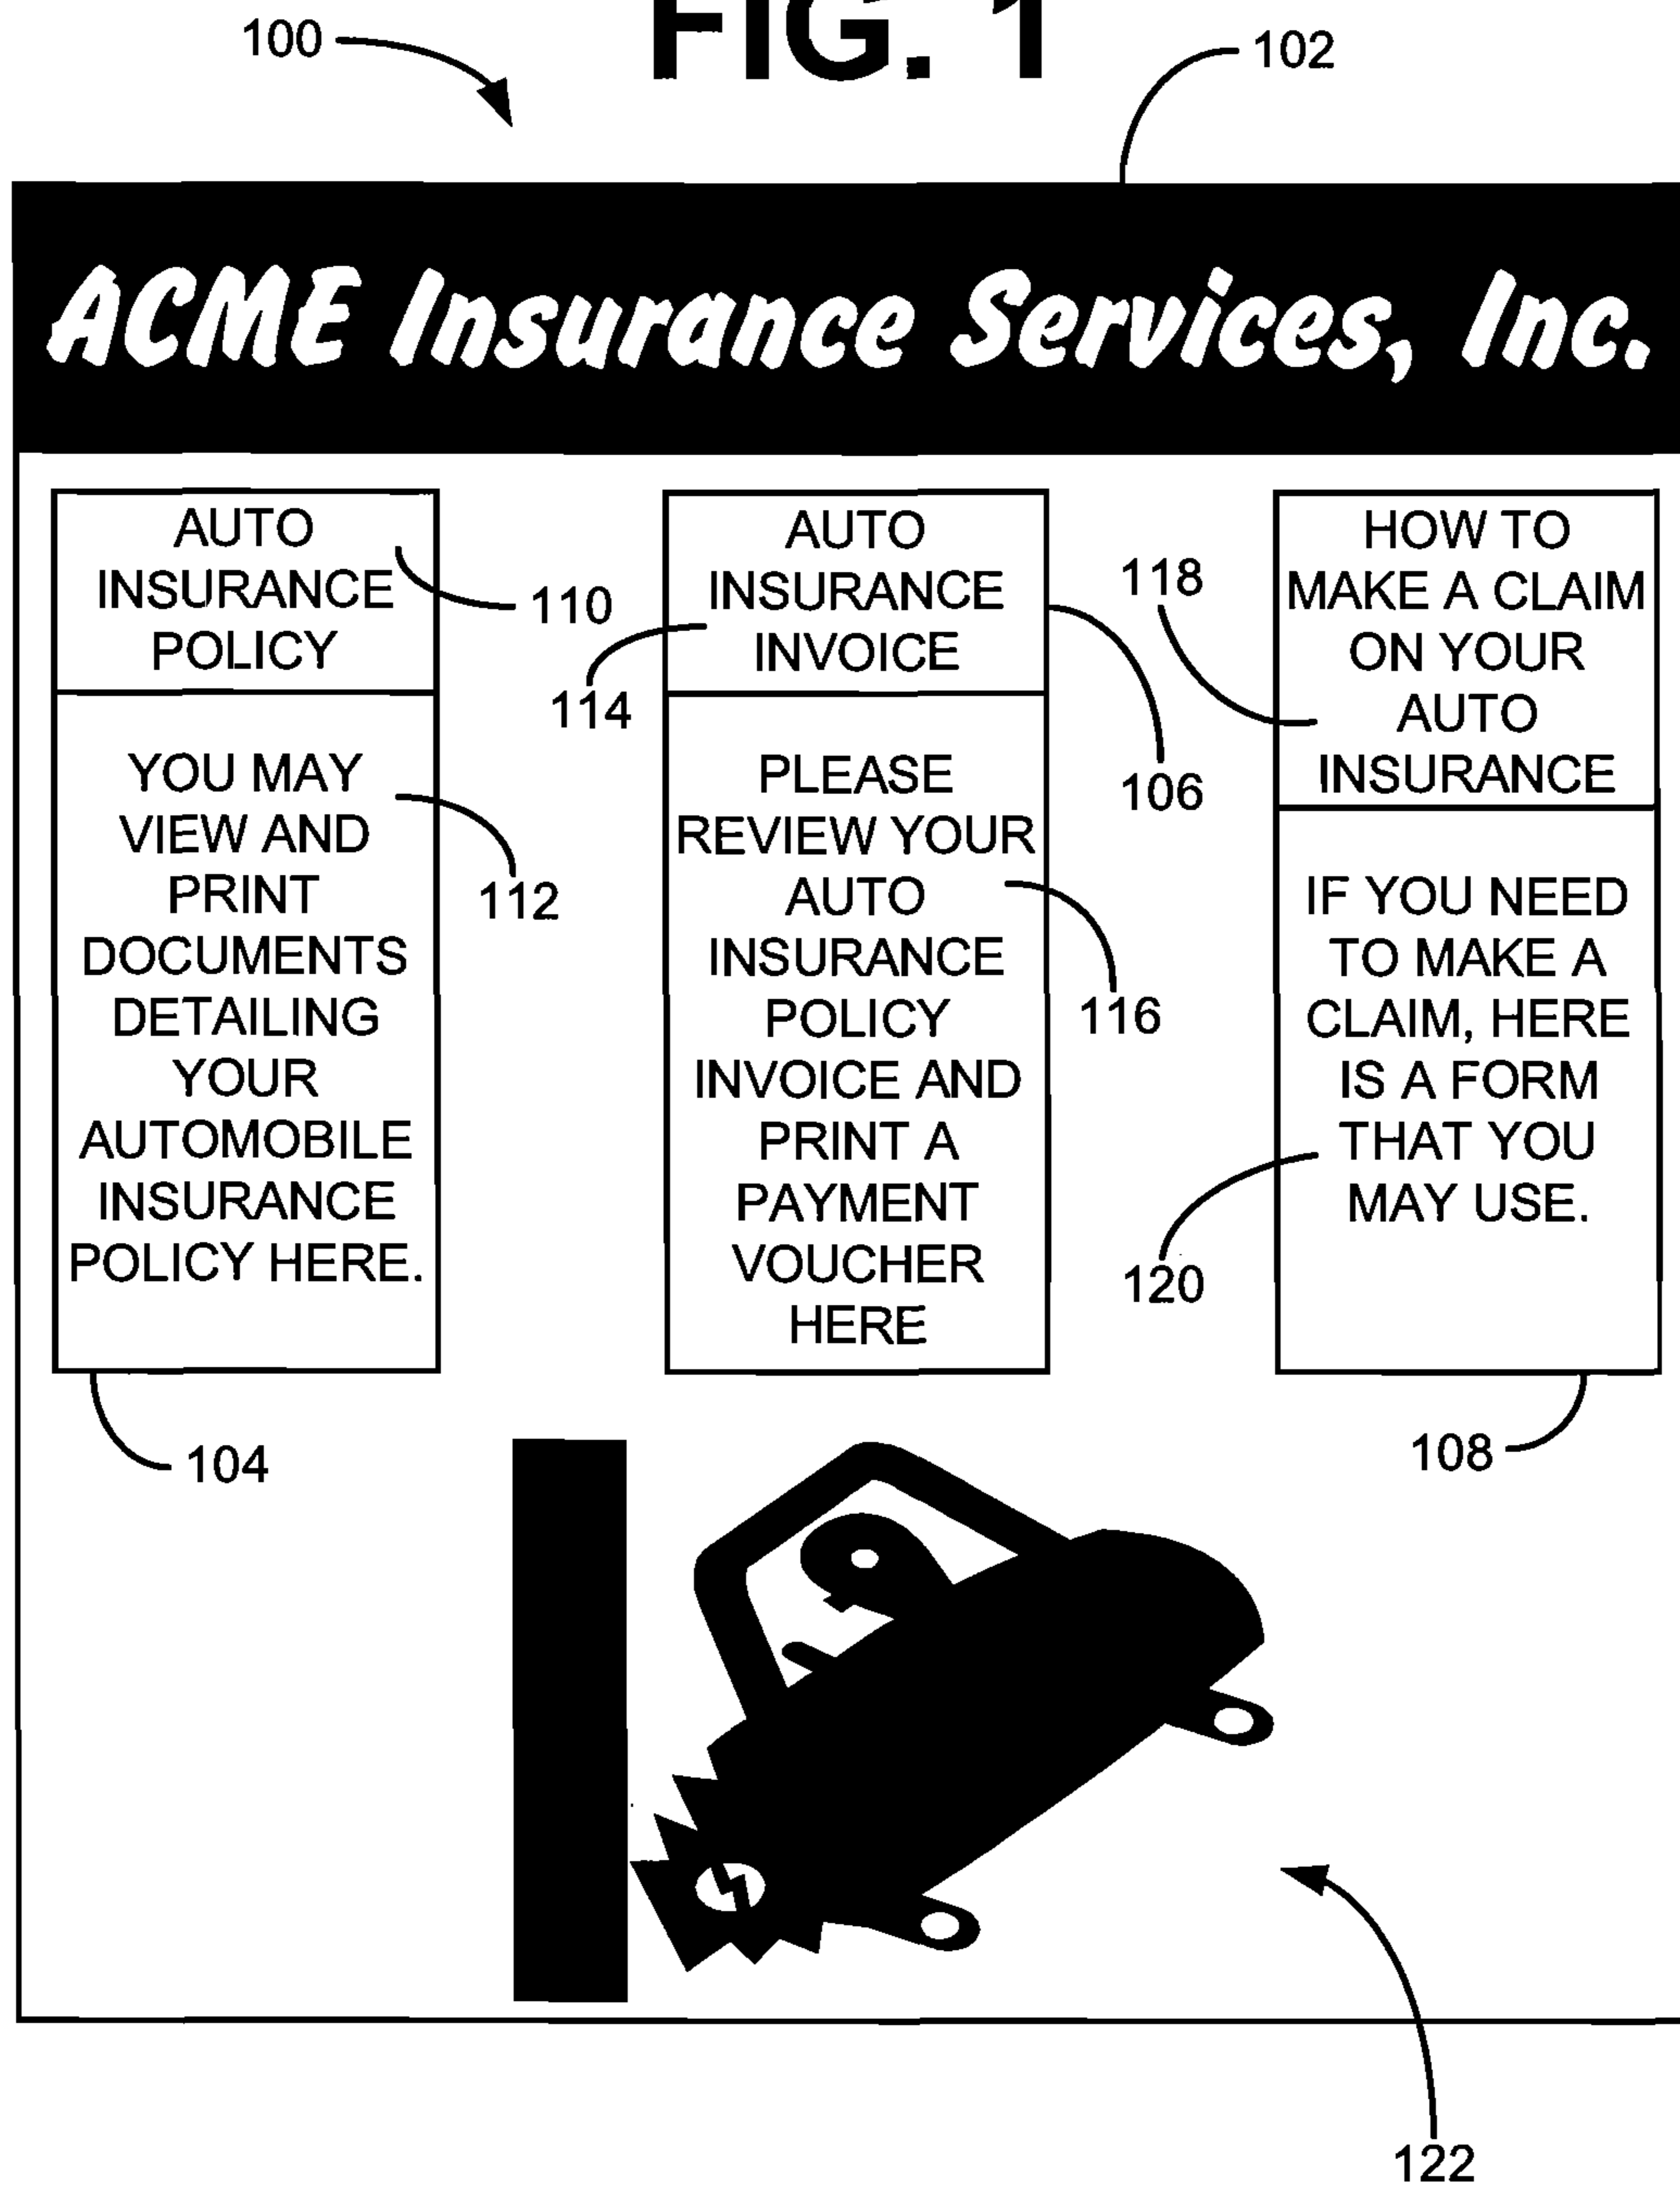 FIG. 1
100
102
ACME Insurance Services, Inc.
AUTO
INSURANCE
POLICY
110
YOU MAY
VIEW AND
PRINT
DOCUMENTS
DETAILING
YOUR
AUTOMOBILE
INSURANCE
POLICY HERE.
112
104
AUTO
INSURANCE
INVOICE
114
106
PLEASE
REVIEW YOUR
AUTO
INSURANCE
POLICY
INVOICE AND
PRINT A
PAYMENT
VOUCHER
HERE
116
HOW TO
MAKE A CLAIM
ON YOUR
AUTO
INSURANCE
118
IF YOU NEED
TO MAKE A
CLAIM, HERE
IS A FORM
THAT YOU
MAY USE.
120
108
122